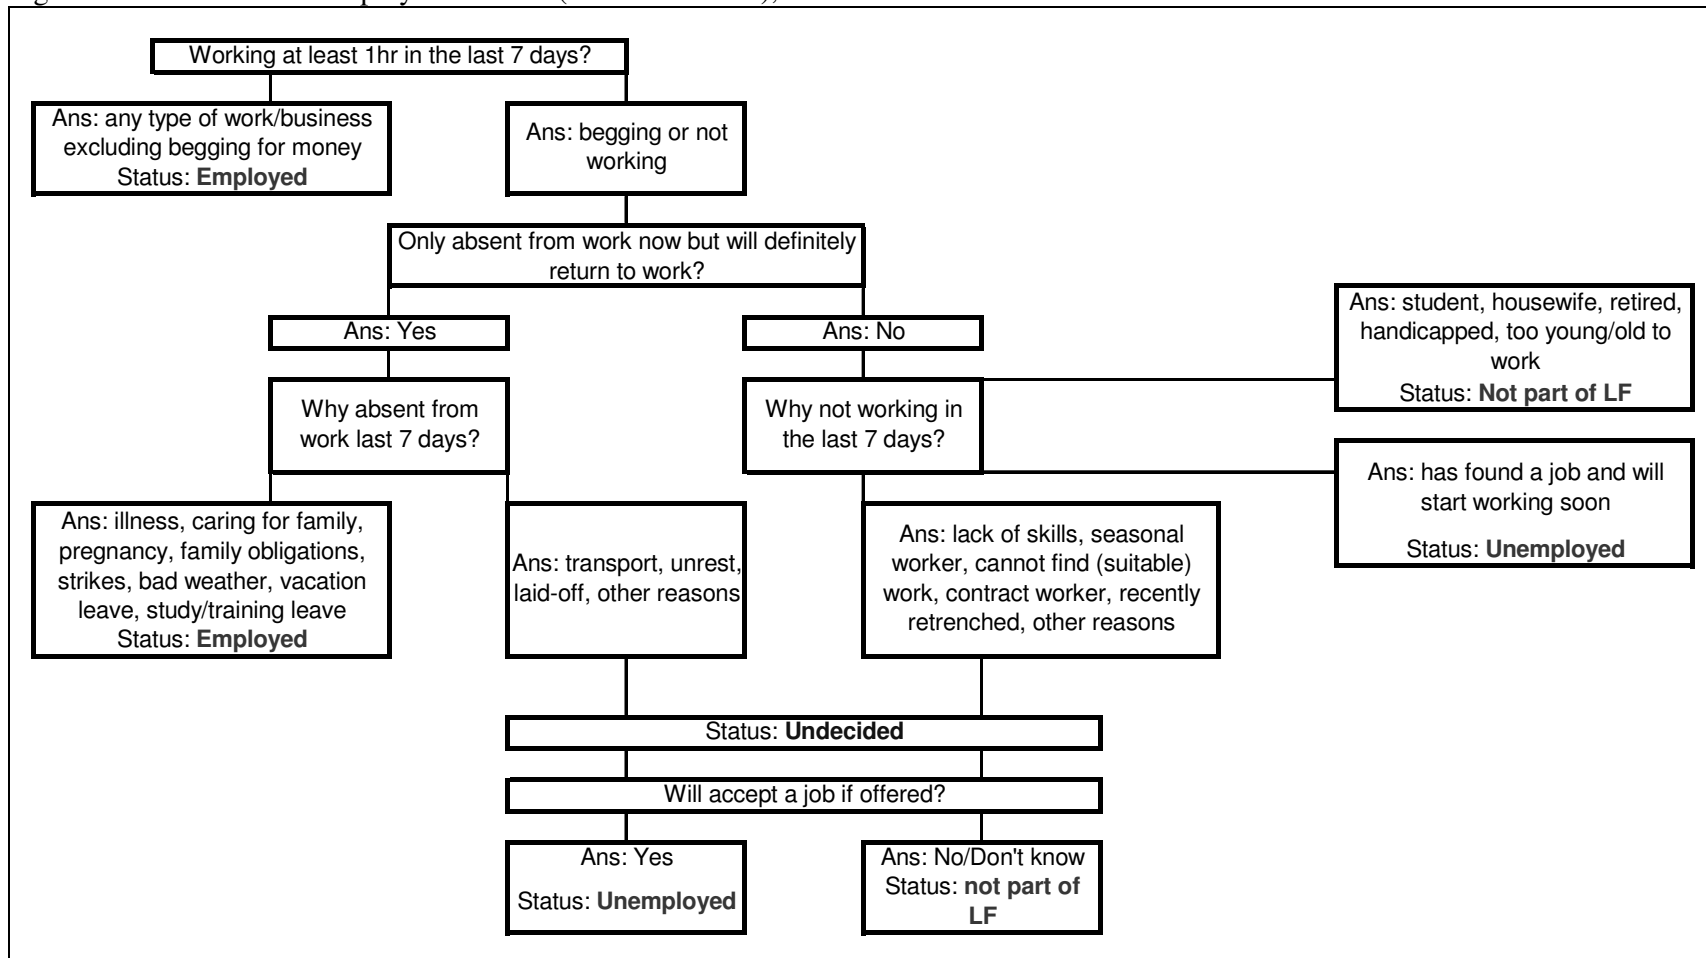 Working at least 1hr in the last 7 days?
Ans: any type of work/business
excluding begging for money
Status: Employed
Ans: begging or not
working
Only absent from work now but will definitely
return to work?
Ans: Yes
Ans: No
Ans: student, housewife, retired,
handicapped, too young/old to
work
Status: Not part of LF
Why absent from
work last 7 days?
Why not working in
the last 7 days?
Ans: has found a job and will
start working soon
Status: Unemployed
Ans: illness, caring for family,
pregnancy, family obligations,
strikes, bad weather, vacation
leave, study/training leave
Status: Employed
Ans: transport, unrest,
laid-off, other reasons
Ans: lack of skills, seasonal
worker, cannot find (suitable)
work, contract worker, recently
retrenched, other reasons
Status: Undecided
Will accept a job if offered?
Ans: Yes
Status: Unemployed
Ans: No/Don't know
Status: not part of
LF